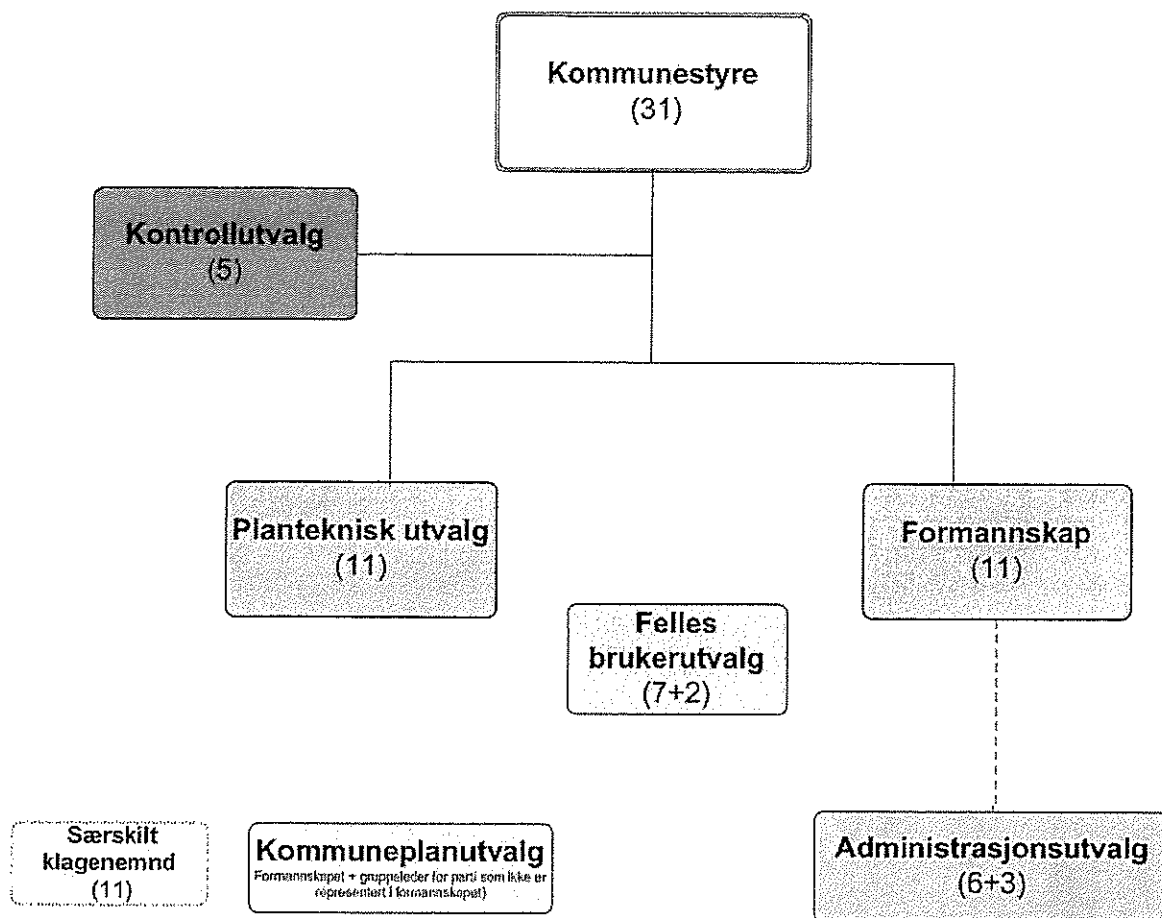 Kommunestyre
(31)
Kontrollutvalg
(5)
Planteknisk utvalg
(11)
Formannskap
(11)
Felles
brukerutvalg
(7+2)
Særskilt
klagenemnd
(11)
Kommuneplanutvalg
Formannskapet + gruppeleder for parti som ikke er
representert i formannskapet)
Administrasjonsutvalg
(6+3)